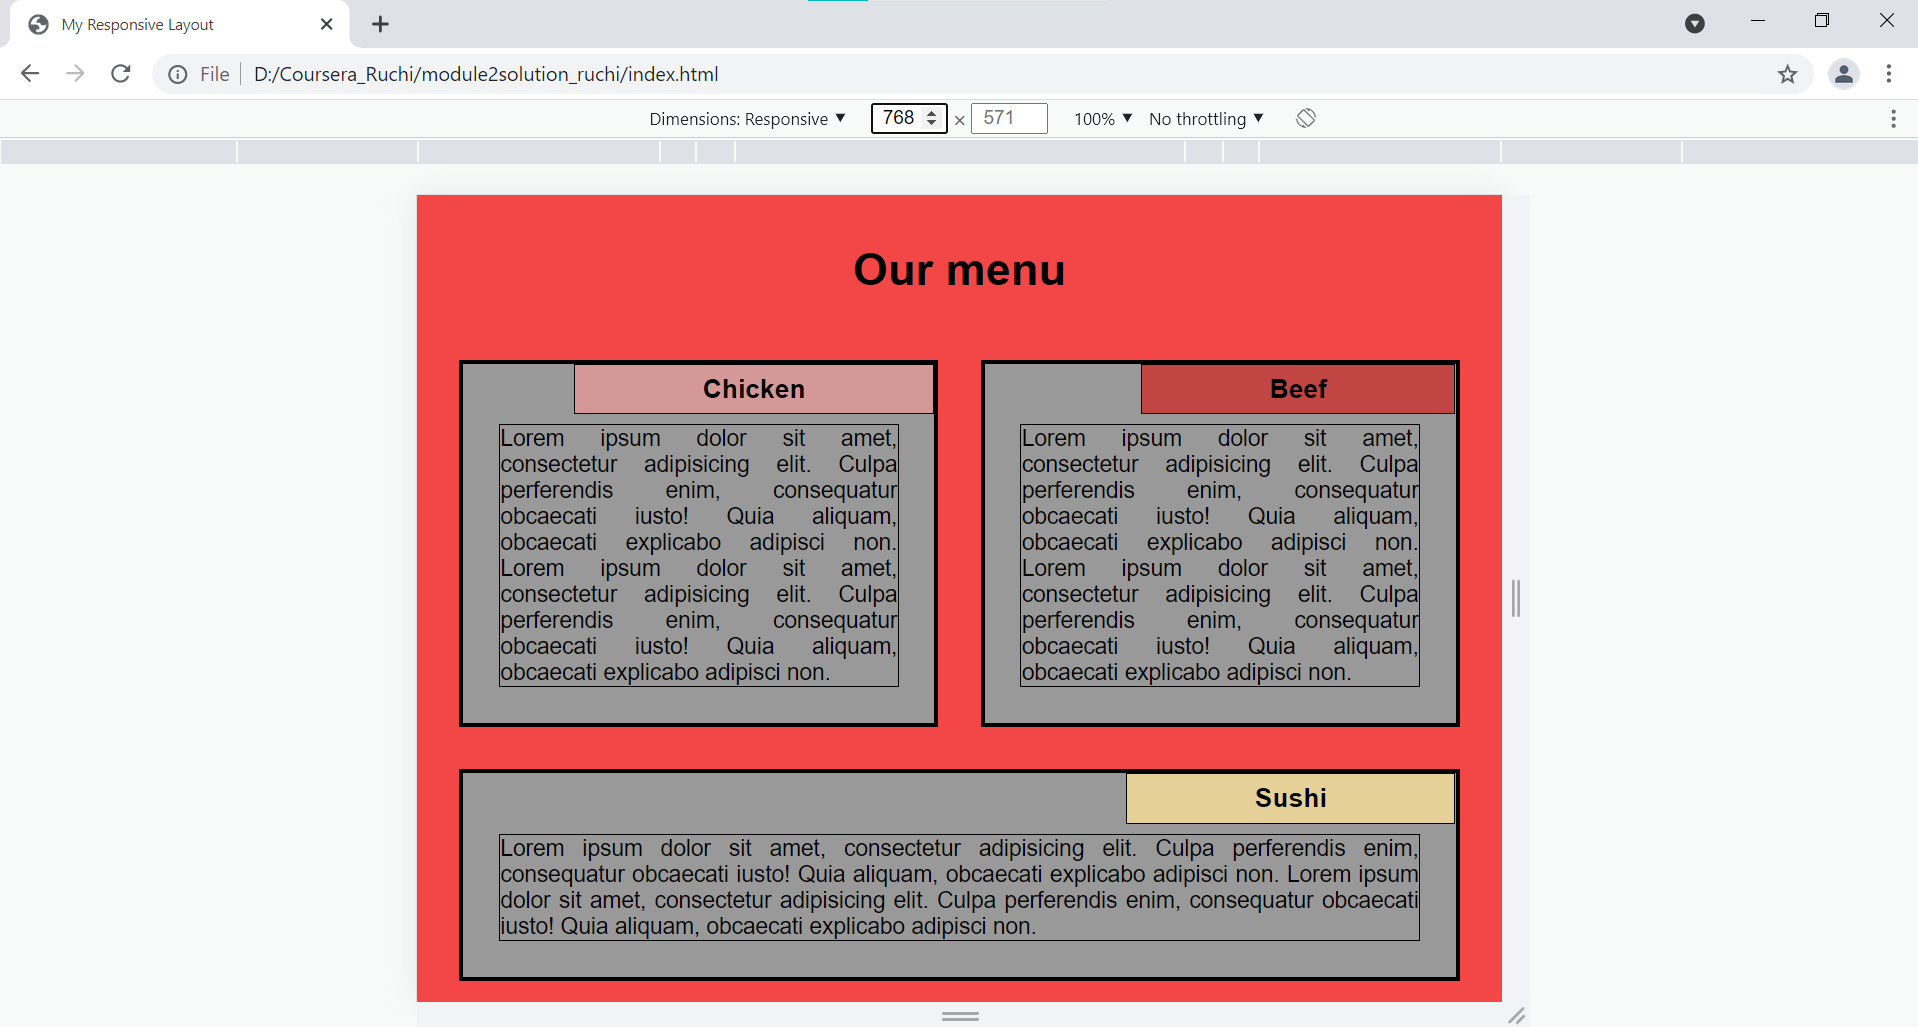 My Responsive Layout
File D:/Coursera_Ruchi/module2solution_ruchi/index.html
Dimensions: Responsive 768 × 571 100% No throttling
Our menu
Chicken
Lorem ipsum dolor sit amet,
consectetur adipisicing elit. Culpa
perferendis enim, consequatur
obcaecati iusto! Quia aliquam,
obcaecati explicabo adipisci non.
Lorem ipsum dolor sit amet,
consectetur adipisicing elit. Culpa
perferendis enim, consequatur
obcaecati iusto! Quia aliquam,
obcaecati explicabo adipisci non.
Beef
Lorem ipsum dolor sit amet,
consectetur adipisicing elit. Culpa
perferendis enim, consequatur
obcaecati iusto! Quia aliquam,
obcaecati explicabo adipisci non.
Lorem ipsum dolor sit amet,
consectetur adipisicing elit. Culpa
perferendis enim, consequatur
obcaecati iusto! Quia aliquam,
obcaecati explicabo adipisci non.
Sushi
Lorem ipsum dolor sit amet, consectetur adipisicing elit. Culpa perferendis enim,
consequatur obcaecati iusto! Quia aliquam, obcaecati explicabo adipisci non. Lorem ipsum
dolor sit amet, consectetur adipisicing elit. Culpa perferendis enim, consequatur obcaecati
iusto! Quia aliquam, obcaecati explicabo adipisci non.